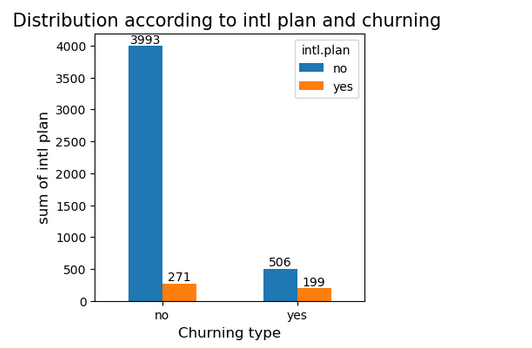 Distribution according to intl plan and churning
sum of intl plan
4000
3500
3000
2500
2000
1500
1000
500
0
3993
271
506
199
intl.plan
no
yes
no
yes
Churning type